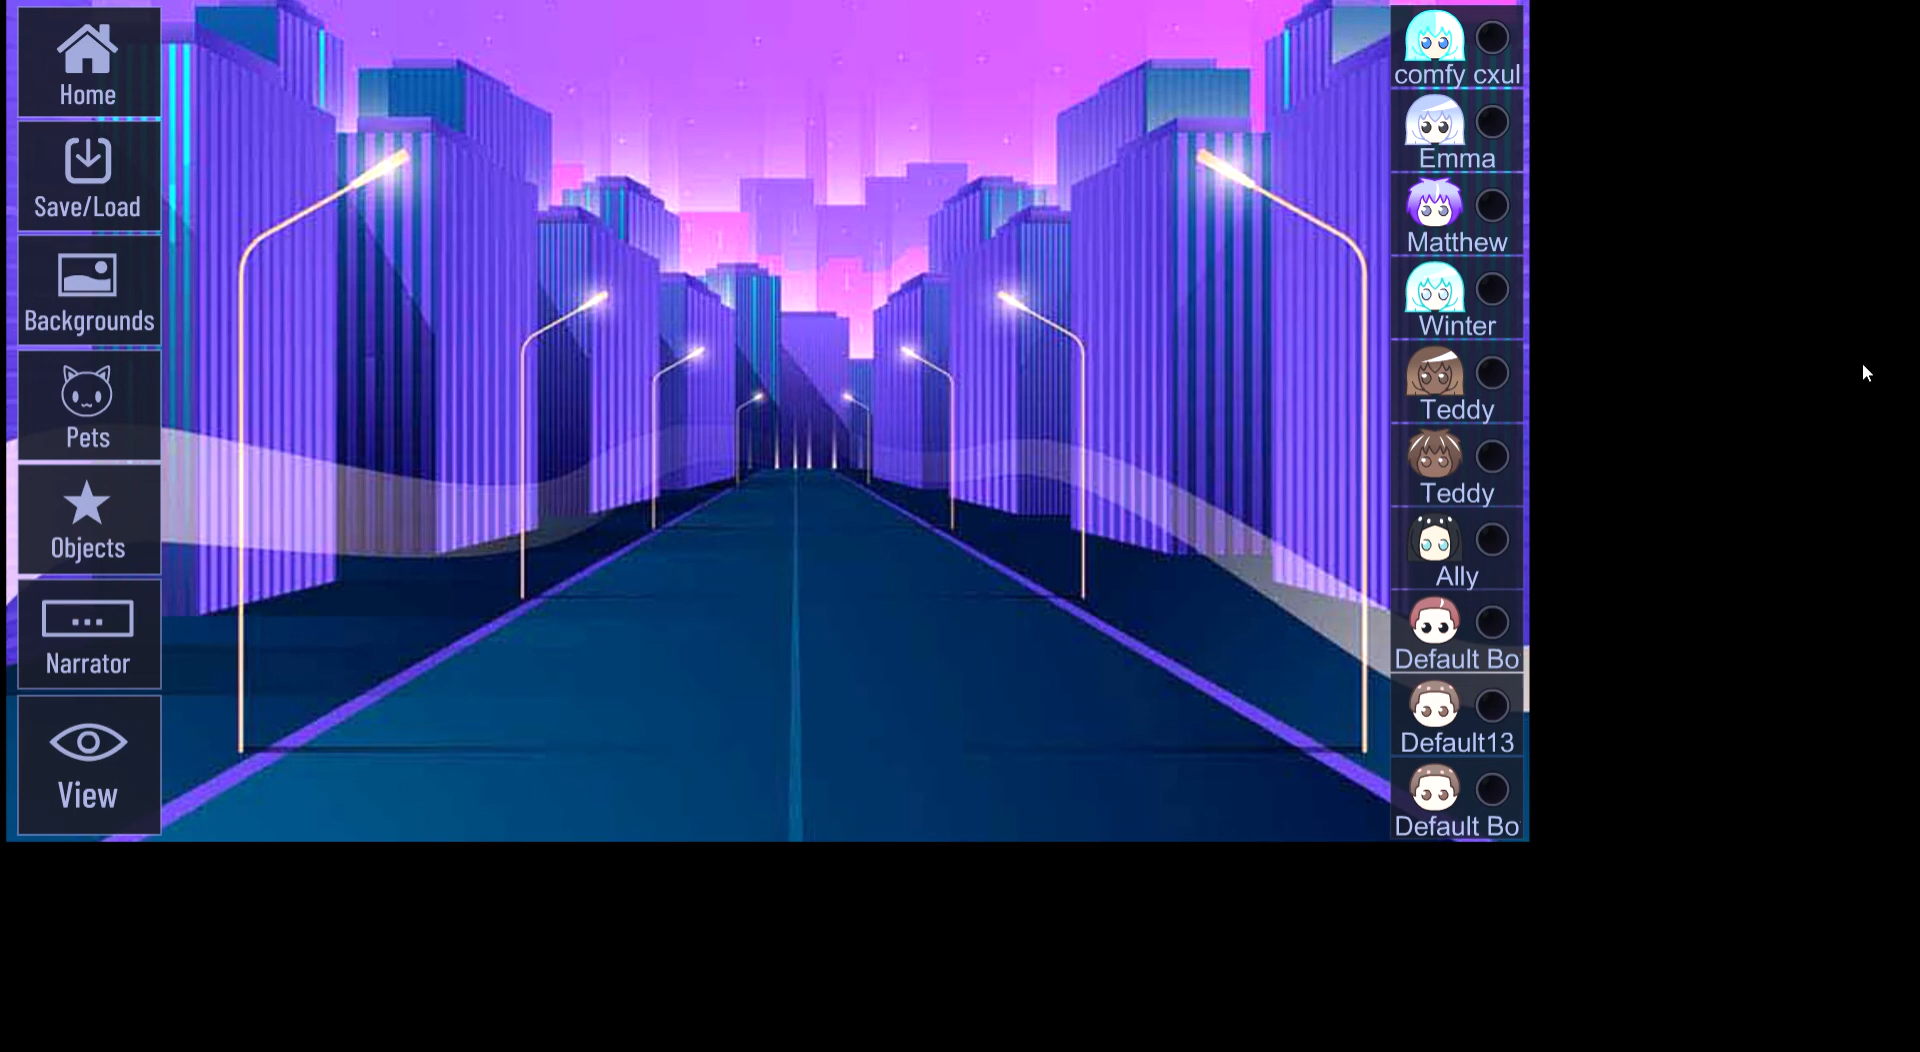 Home
Save/Load
Backgrounds
Pets
Objects
Narrator
View
comfy cxul
Emma
Matthew
Winter
Teddy
Teddy
Ally
Default Bo
Default13
Default Bo